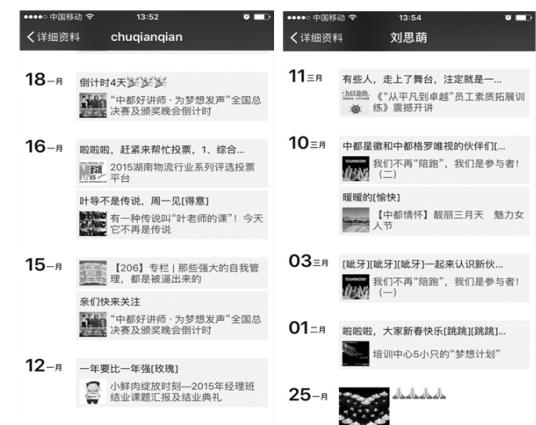 中国移动 13:52
详细资料 chuqianqian
18一月
倒计时4天
“中都好讲师·为梦想发声”全国总
决赛及颁奖晚会倒计时
16一月
啦啦啦，赶紧来帮忙投票，1、综合...
2015湖南物流行业系列评选投票
平台
叶导不是传说，周一见[得意]
有一种传说叫“叶老师的课”！今天
它不再是传说
15一月
【206】专栏 | 那些强大的自我管
理，都是被逼出来的
亲们快来关注
“中都好讲师·为梦想发声”全国总
决赛及颁奖晚会倒计时
12一月
一年要比一年强[玫瑰]
小鲜肉绽放时刻—2015年经理班
结业课题汇报及结业典礼
中国移动 13:54
详细资料 刘思萌
11三月
有些人，走上了舞台，注定就是一...
《“从平凡到卓越”员工素质拓展训
练》震撼开讲
10三月
中都星徽和中都格罗唯视的伙伴们[...
我们不再“陪跑”，我们是参与者！
（二）
暖暖的[愉快]
【中都情怀】靓丽三月天 魅力女
人节
03三月
[呲牙][呲牙][呲牙]一起来认识新伙...
我们不再“陪跑”，我们是参与者！
（一）
01二月
啦啦啦，大家新春快乐[跳跳][跳跳]...
培训中心5小只的“梦想计划”
25一月